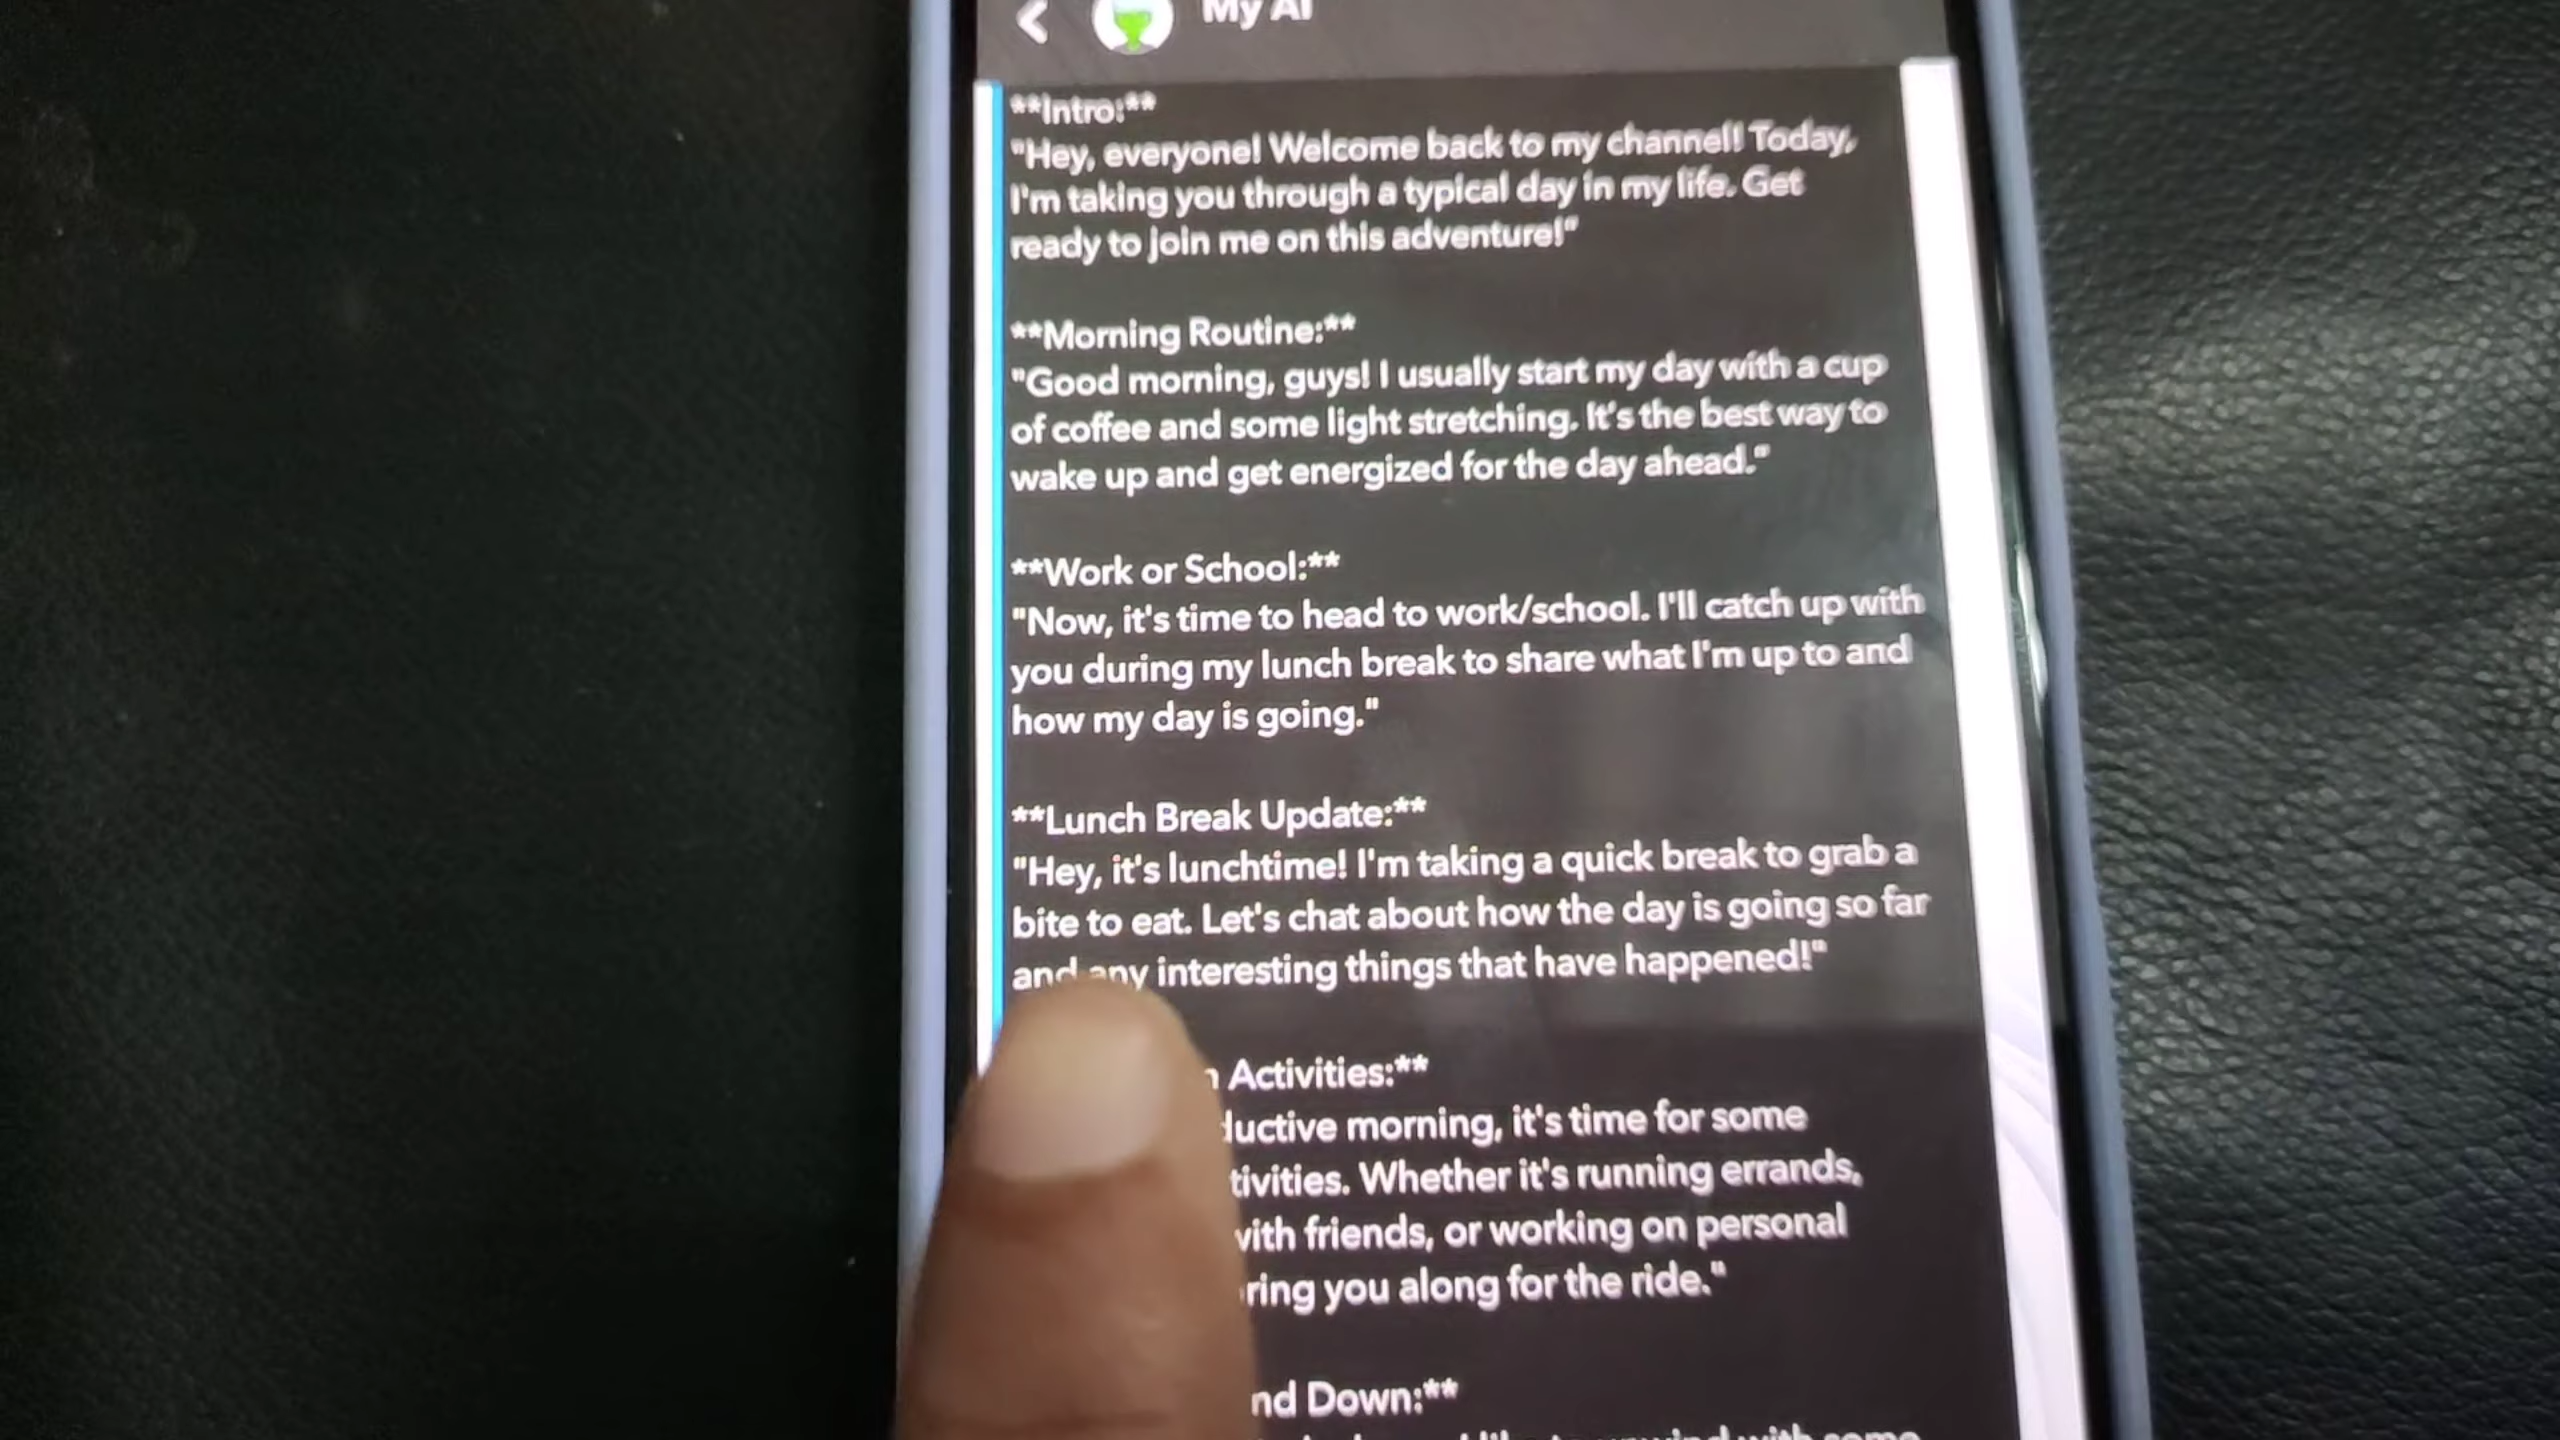 My AI
**Intro:**
"Hey, everyone! Welcome back to my channel! Today,
I'm taking you through a typical day in my life. Get
ready to join me on this adventure!"
**Morning Routine:**
"Good morning, guys! I usually start my day with a cup
of coffee and some light stretching. It's the best way to
wake up and get energized for the day ahead."
**Work or School:**
"Now, it's time to head to work/school. I'll catch up with
you during my lunch break to share what I'm up to and
how my day is going."
**Lunch Break Update:**
"Hey, it's lunchtime! I'm taking a quick break to grab a
bite to eat. Let's chat about how the day is going so far
and any interesting things that have happened!"
Activities:**
morning, it's time for some
Whether it's running errands,
with friends, or working on personal
you along for the ride."
Down:**
unwind with some